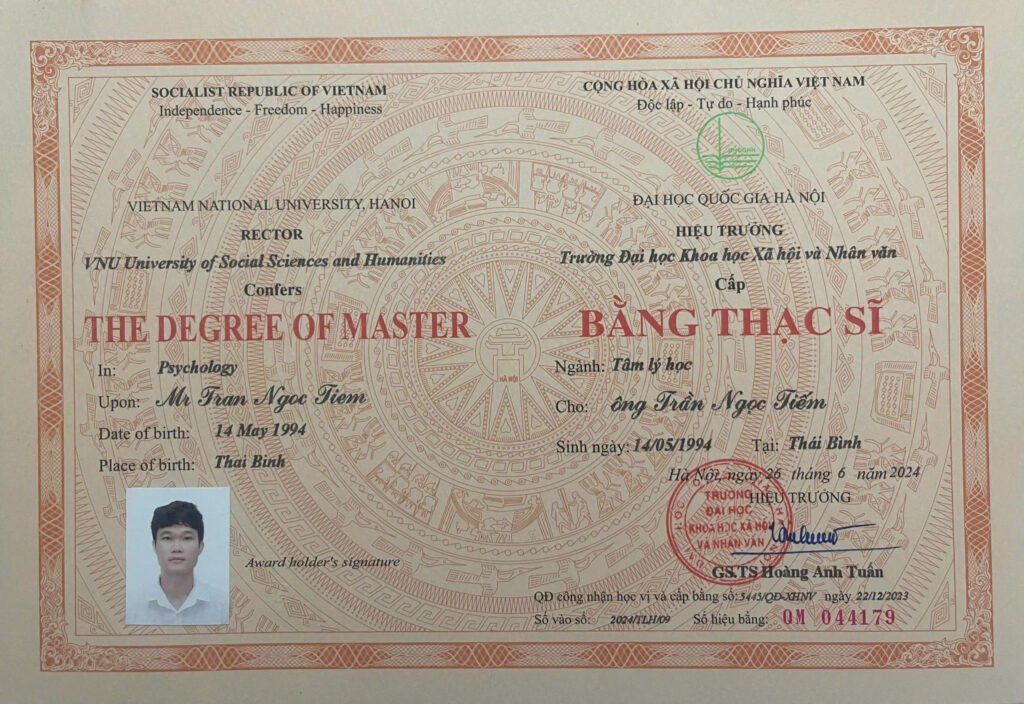 SOCIALIST REPUBLIC OF VIETNAM
Independence - Freedom - Happiness
VIETNAM NATIONAL UNIVERSITY, HANOI
RECTOR
VNU University of Social Sciences and Humanities
Confers
THE DEGREE OF MASTER
In: Psychology
Upon: Mr Tran Ngoc Tiem
Date of birth: 14 May 1994
Place of birth: Thai Binh
Award holder's signature
CỘNG HÒA XÃ HỘI CHỦ NGHĨA VIỆT NAM
Độc lập - Tự do - Hạnh phúc
ĐẠI HỌC QUỐC GIA HÀ NỘI
HIỆU TRƯỞNG
Trường Đại học Khoa học Xã hội và Nhân văn
Cấp
BẰNG THẠC SĨ
Ngành: Tâm lý học
Cho: ông Trần Ngọc Tiếm
Sinh ngày: 14/05/1994 Tại: Thái Bình
Hà Nội, ngày 26 tháng 6 năm 2024
HIỆU TRƯỞNG
TRƯỜNG
ĐẠI HỌC
KHOA HỌC XÃ HỘI
VÀ NHÂN VĂN
GS.TS Hoàng Anh Tuấn
QĐ công nhận học vị và cấp bằng số: 5445/QĐ-XHNV ngày 22/12/2023
Số vào sổ: 2024/TLH/09 Số hiệu bằng: QM 044179
HÀ NỘI